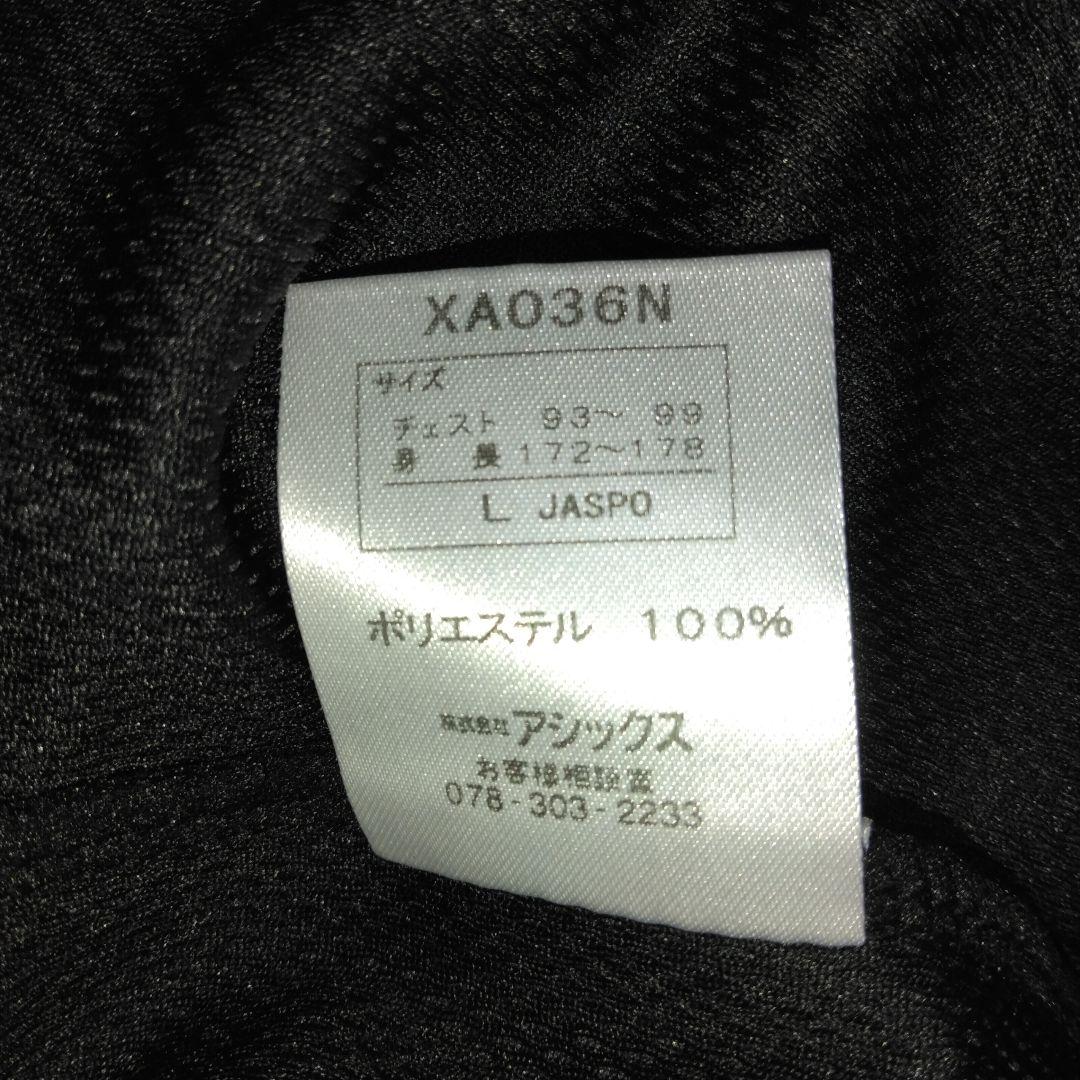 XA036N
サイズ
チェスト 93〜 99
身 長 172〜178
L JASPO
ポリエステル 100%
株式会社アシックス
お客様相談室
078-303-2233